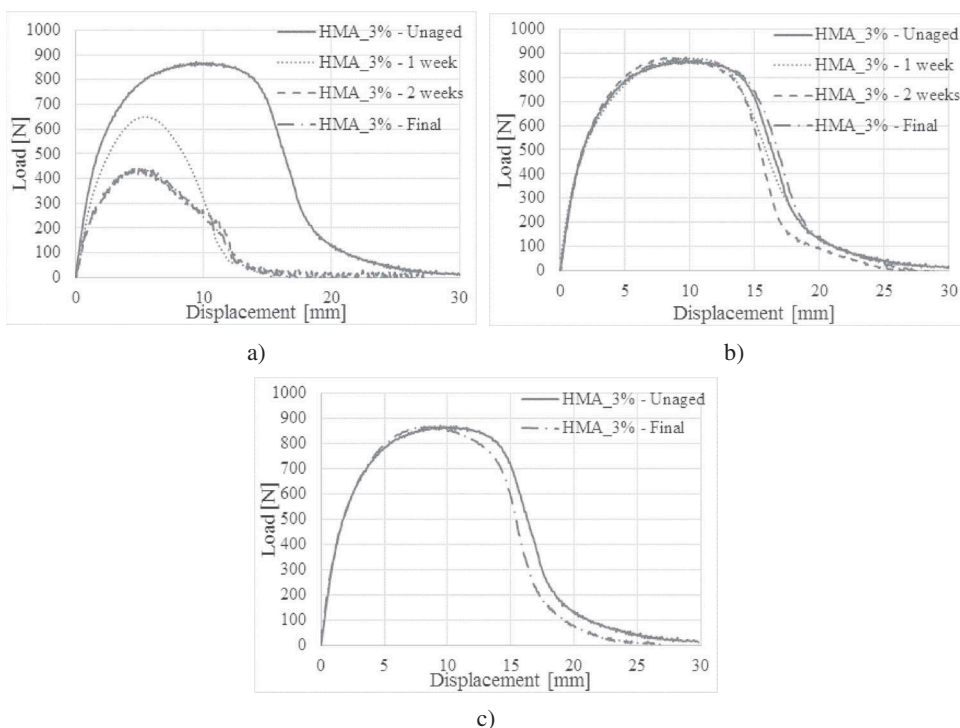 1000
900
800
700
600
500
400
300
200
100
0
Load [N]
HMA_3% - Unaged
HMA_3% - 1 week
HMA_3% - 2 weeks
HMA_3% - Final
0 10 20 30
Displacement [mm]
a)
1000
900
800
700
600
500
400
300
200
100
0
Load [N]
HMA_3% - Unaged
HMA_3% - 1 week
HMA_3% - 2 weeks
HMA_3% - Final
0 5 10 15 20 25 30
Displacement [mm]
b)
1000
900
800
700
600
500
400
300
200
100
0
Load [N]
HMA_3% - Unaged
HMA_3% - Final
0 5 10 15 20 25 30
Displacement [mm]
c)